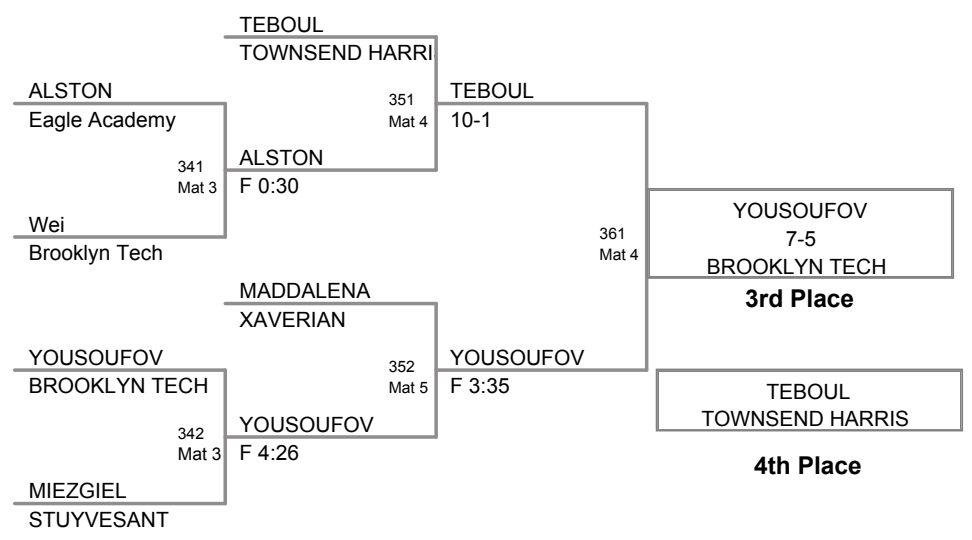 TEBOUL
TOWNSEND HARRI
ALSTON
Eagle Academy
351
Mat 4
TEBOUL
10-1
341
Mat 3
ALSTON
F 0:30
Wei
Brooklyn Tech
361
Mat 4
YOUSOUFOV
7-5
BROOKLYN TECH
3rd Place
MADDALENA
XAVERIAN
YOUSOUFOV
BROOKLYN TECH
352
Mat 5
YOUSOUFOV
F 3:35
TEBOUL
TOWNSEND HARRIS
4th Place
342
Mat 3
YOUSOUFOV
F 4:26
MIEZGIEL
STUYVESANT